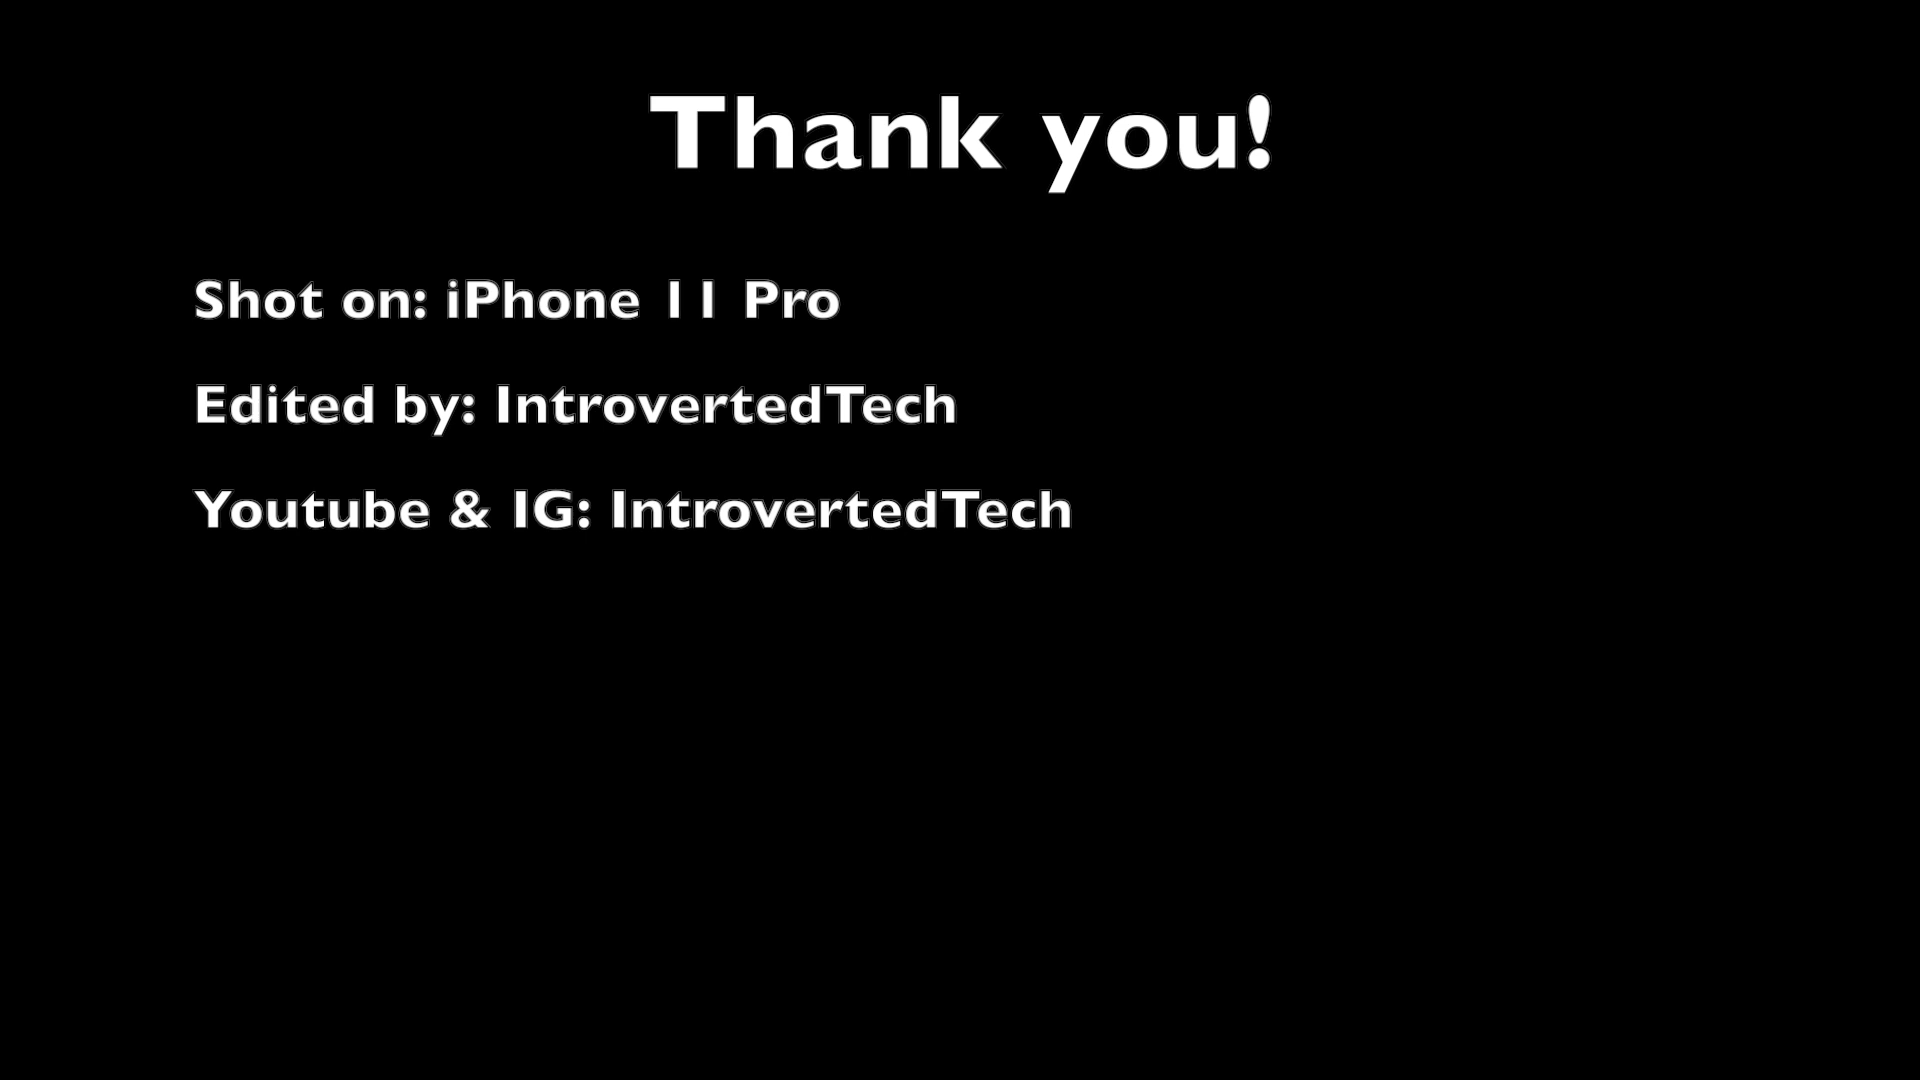 Thank you!
Shot on: iPhone 11 Pro
Edited by: IntrovertedTech
Youtube & IG: IntrovertedTech